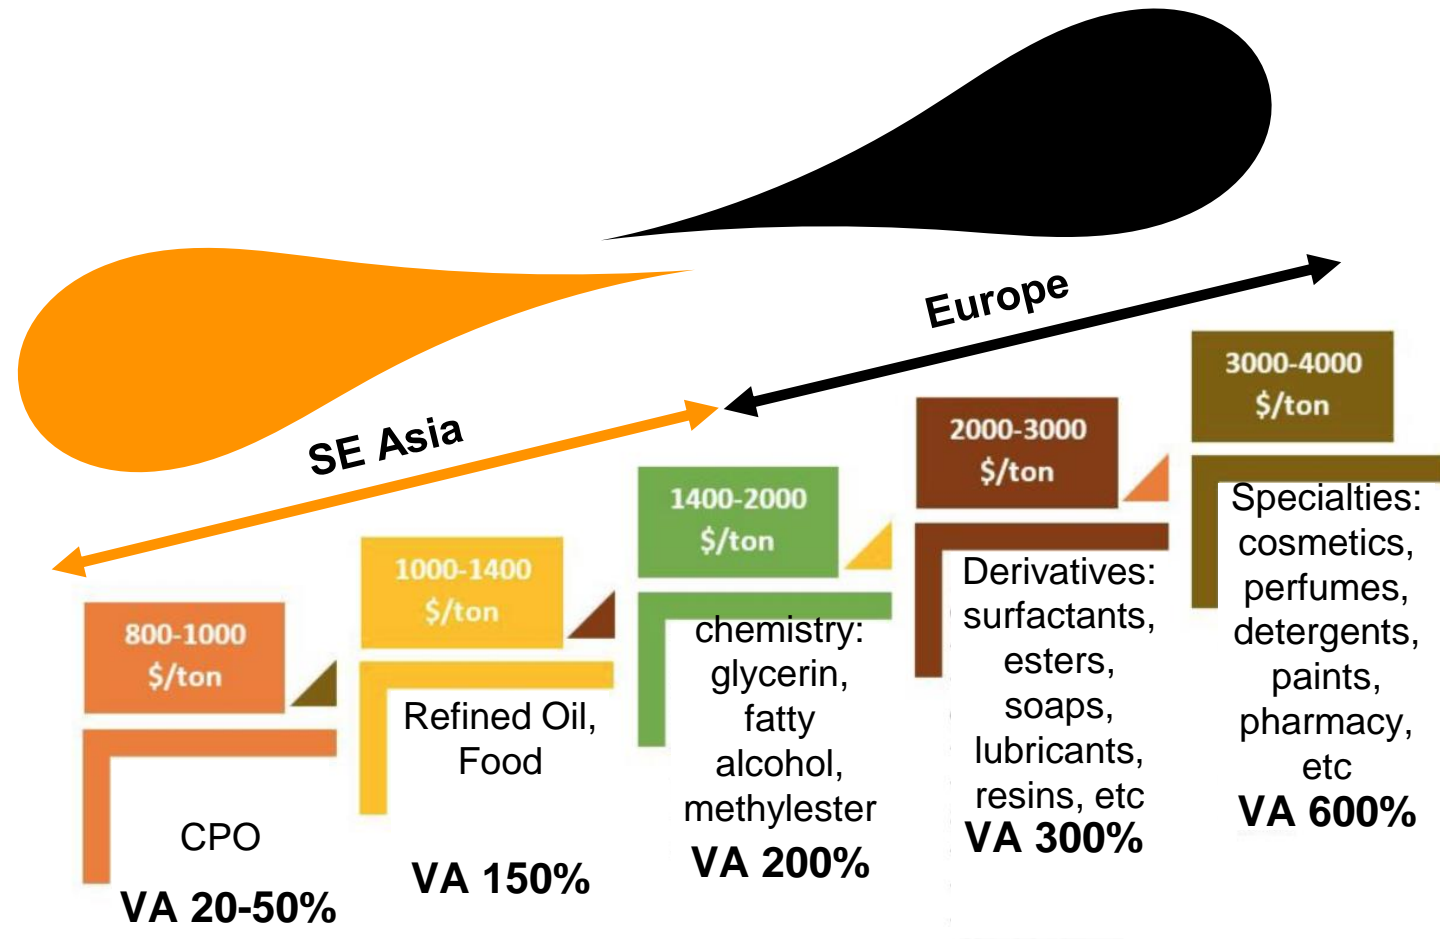 Europe
SE Asia
800-1000
$/ton
CPO
VA 20-50%
1000-1400
$/ton
Refined Oil,
Food
VA 150%
1400-2000
$/ton
chemistry:
glycerin,
fatty
alcohol,
methylester
VA 200%
2000-3000
$/ton
Derivatives:
surfactants,
esters,
soaps,
lubricants,
resins, etc
VA 300%
3000-4000
$/ton
Specialties:
cosmetics,
perfumes,
detergents,
paints,
pharmacy,
etc
VA 600%